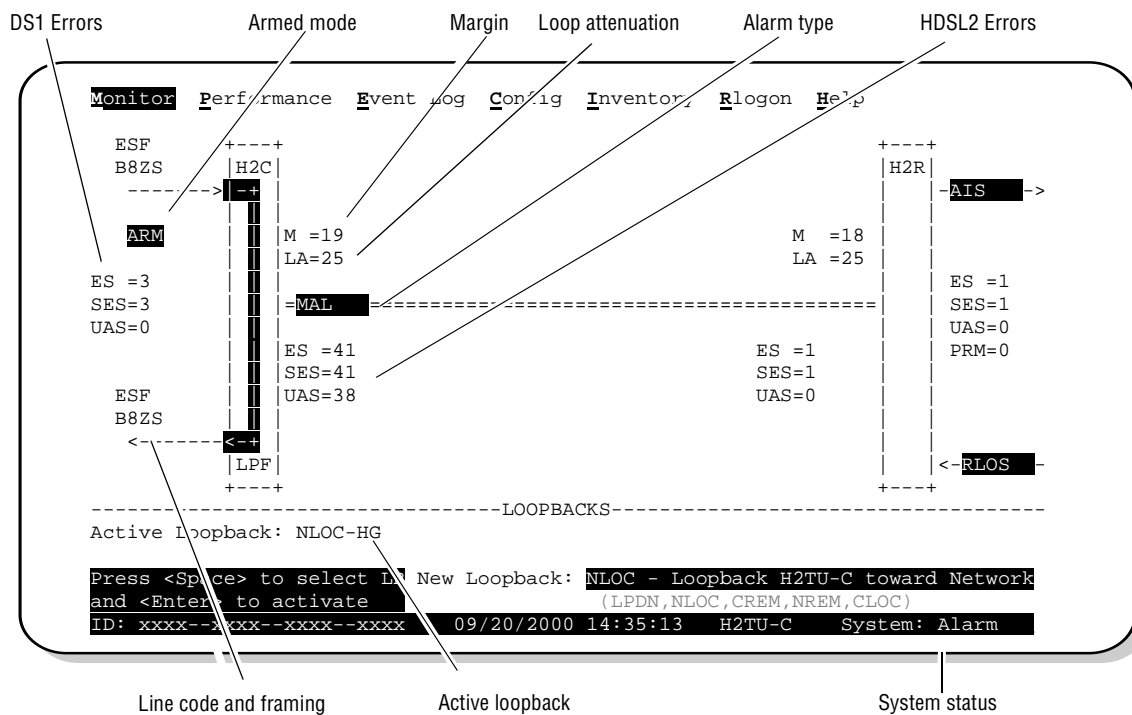 DS1 Errors Armed mode Margin Loop attenuation Alarm type HDSL2 Errors
Monitor Performance Event Log Config Inventory Rlogon Help
ESF +---+ +---+
B8ZS |H2C| |H2R|
------->|-+ | | |-AIS ->
ARM M =19 M =18
LA=25 LA =25
ES =3 ES =1
SES=3 =MAL ================================================ SES=1
UAS=0 UAS=0
ES =41 ES =1 PRM=0
SES=41 SES=1
ESF UAS=38 UAS=0
B8ZS
<-------<-+
|LPF| <-RLOS -
+---+ +---+
-------------------------------LOOPBACKS---------------------------------
Active Loopback: NLOC-HG
Press <Space> to select LB New Loopback: NLOC - Loopback H2TU-C toward Network
and <Enter> to activate (LPDN,NLOC,CREM,NREM,CLOC)
ID: xxxx--xxxx--xxxx--xxxx 09/20/2000 14:35:13 H2TU-C System: Alarm
Line code and framing Active loopback System status